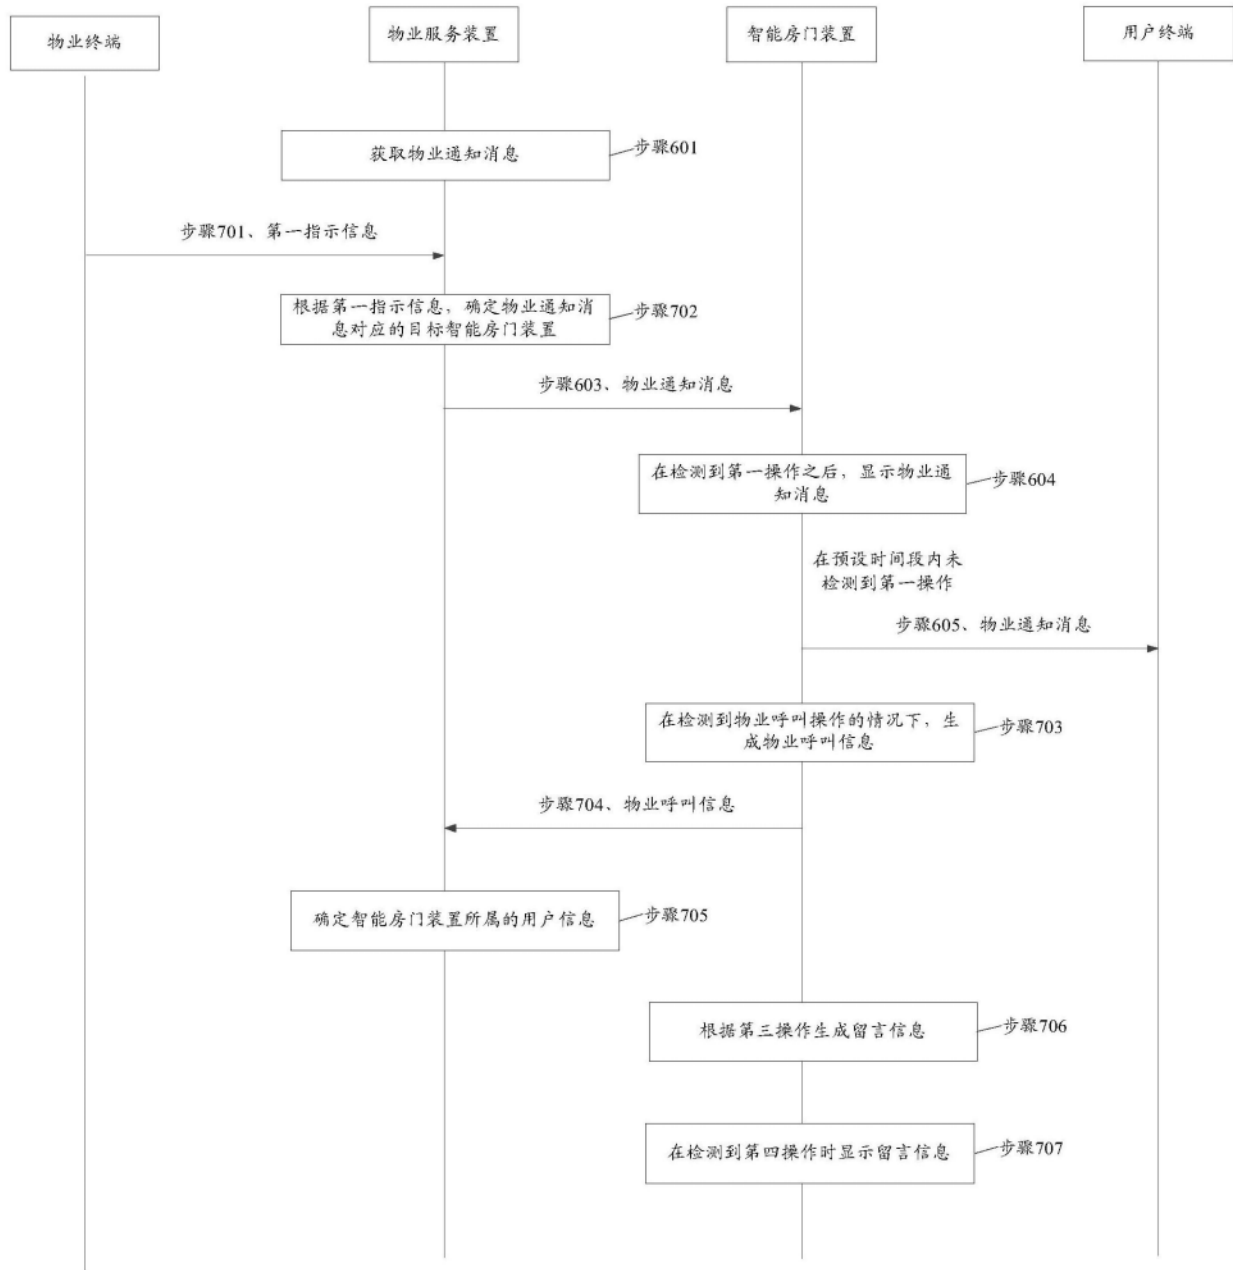 物业终端
物业服务装置
智能房门装置
用户终端
获取物业通知消息
步骤601
步骤701、第一指示信息
根据第一指示信息，确定物业通知消
息对应的目标智能房门装置
步骤702
步骤603、物业通知消息
在检测到第一操作之后，显示物业通
知消息
步骤604
在预设时间段内未
检测到第一操作
步骤605、物业通知消息
在检测到物业呼叫操作的情况下，生
成物业呼叫信息
步骤703
步骤704、物业呼叫信息
确定智能房门装置所属的用户信息
步骤705
根据第三操作生成留言信息
步骤706
在检测到第四操作时显示留言信息
步骤707